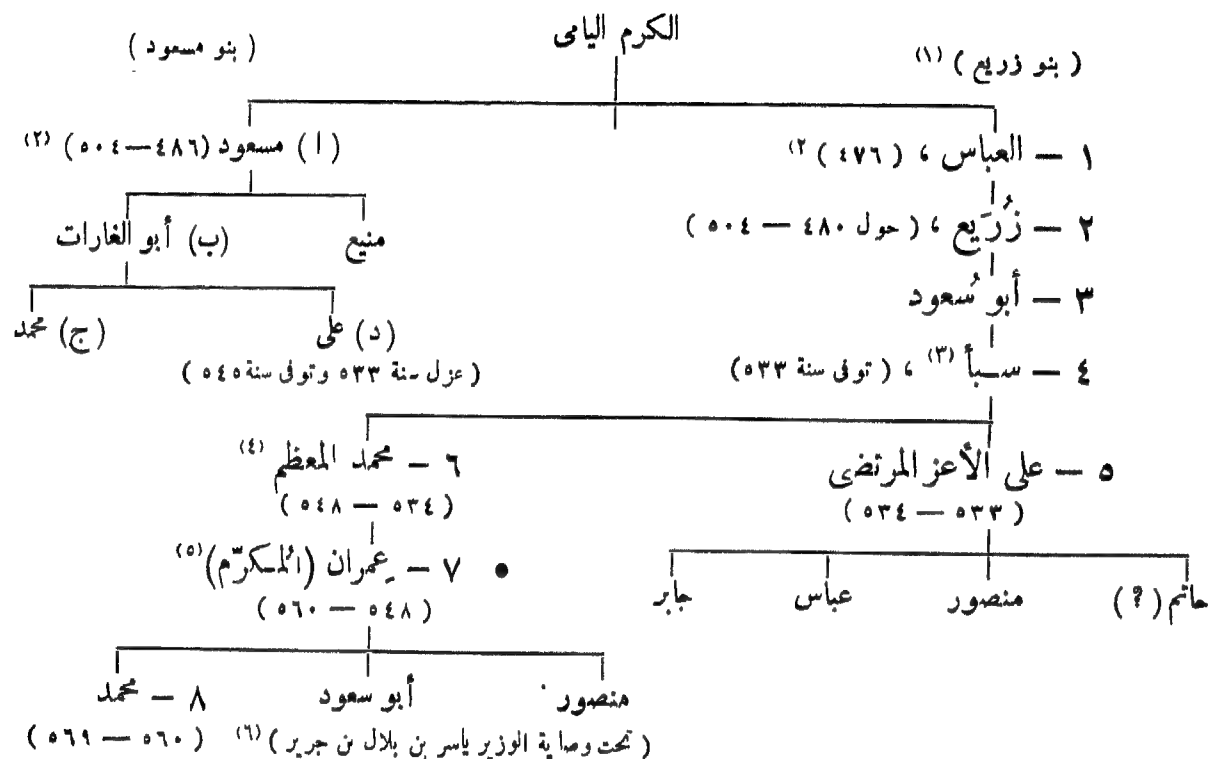 الكرم اليامى
( بنو زريع ) (١)
( بنو مسعود )
١ — العباس ، ( ٤٧٦ ) ٢
( ا ) مسعود (٤٨٦—٥٠٤) (٢)
٢ — زُرَيع ، ( حول ٤٨٠ — ٥٠٤ )
منيع
(ب) أبو الغارات
٣ — أبو سُعود
(د) على
(ج) محمد
٤ — سبأ (٣) ، ( توفى سنة ٥٣٣)
( عزل سنة ٥٣٣ وتوفى سنة ٥٤٥ )
٥ — على الأعز المرتضى
٦ — محمد المعظم (٤)
( ٥٣٣ — ٥٣٤ )
( ٥٣٤ — ٥٤٨ )
• ٧ — عِمران (المُكرّم) (٥)
( ٥٤٨ — ٥٦٠ )
حاتم ( ? )
منصور
عباس
جابر
منصور
أبو سعود
٨ — محمد
( تحت وصاية الوزير ياسر بن بلال بن جرير ) (٦)
( ٥٦٠ — ٥٦٩ )